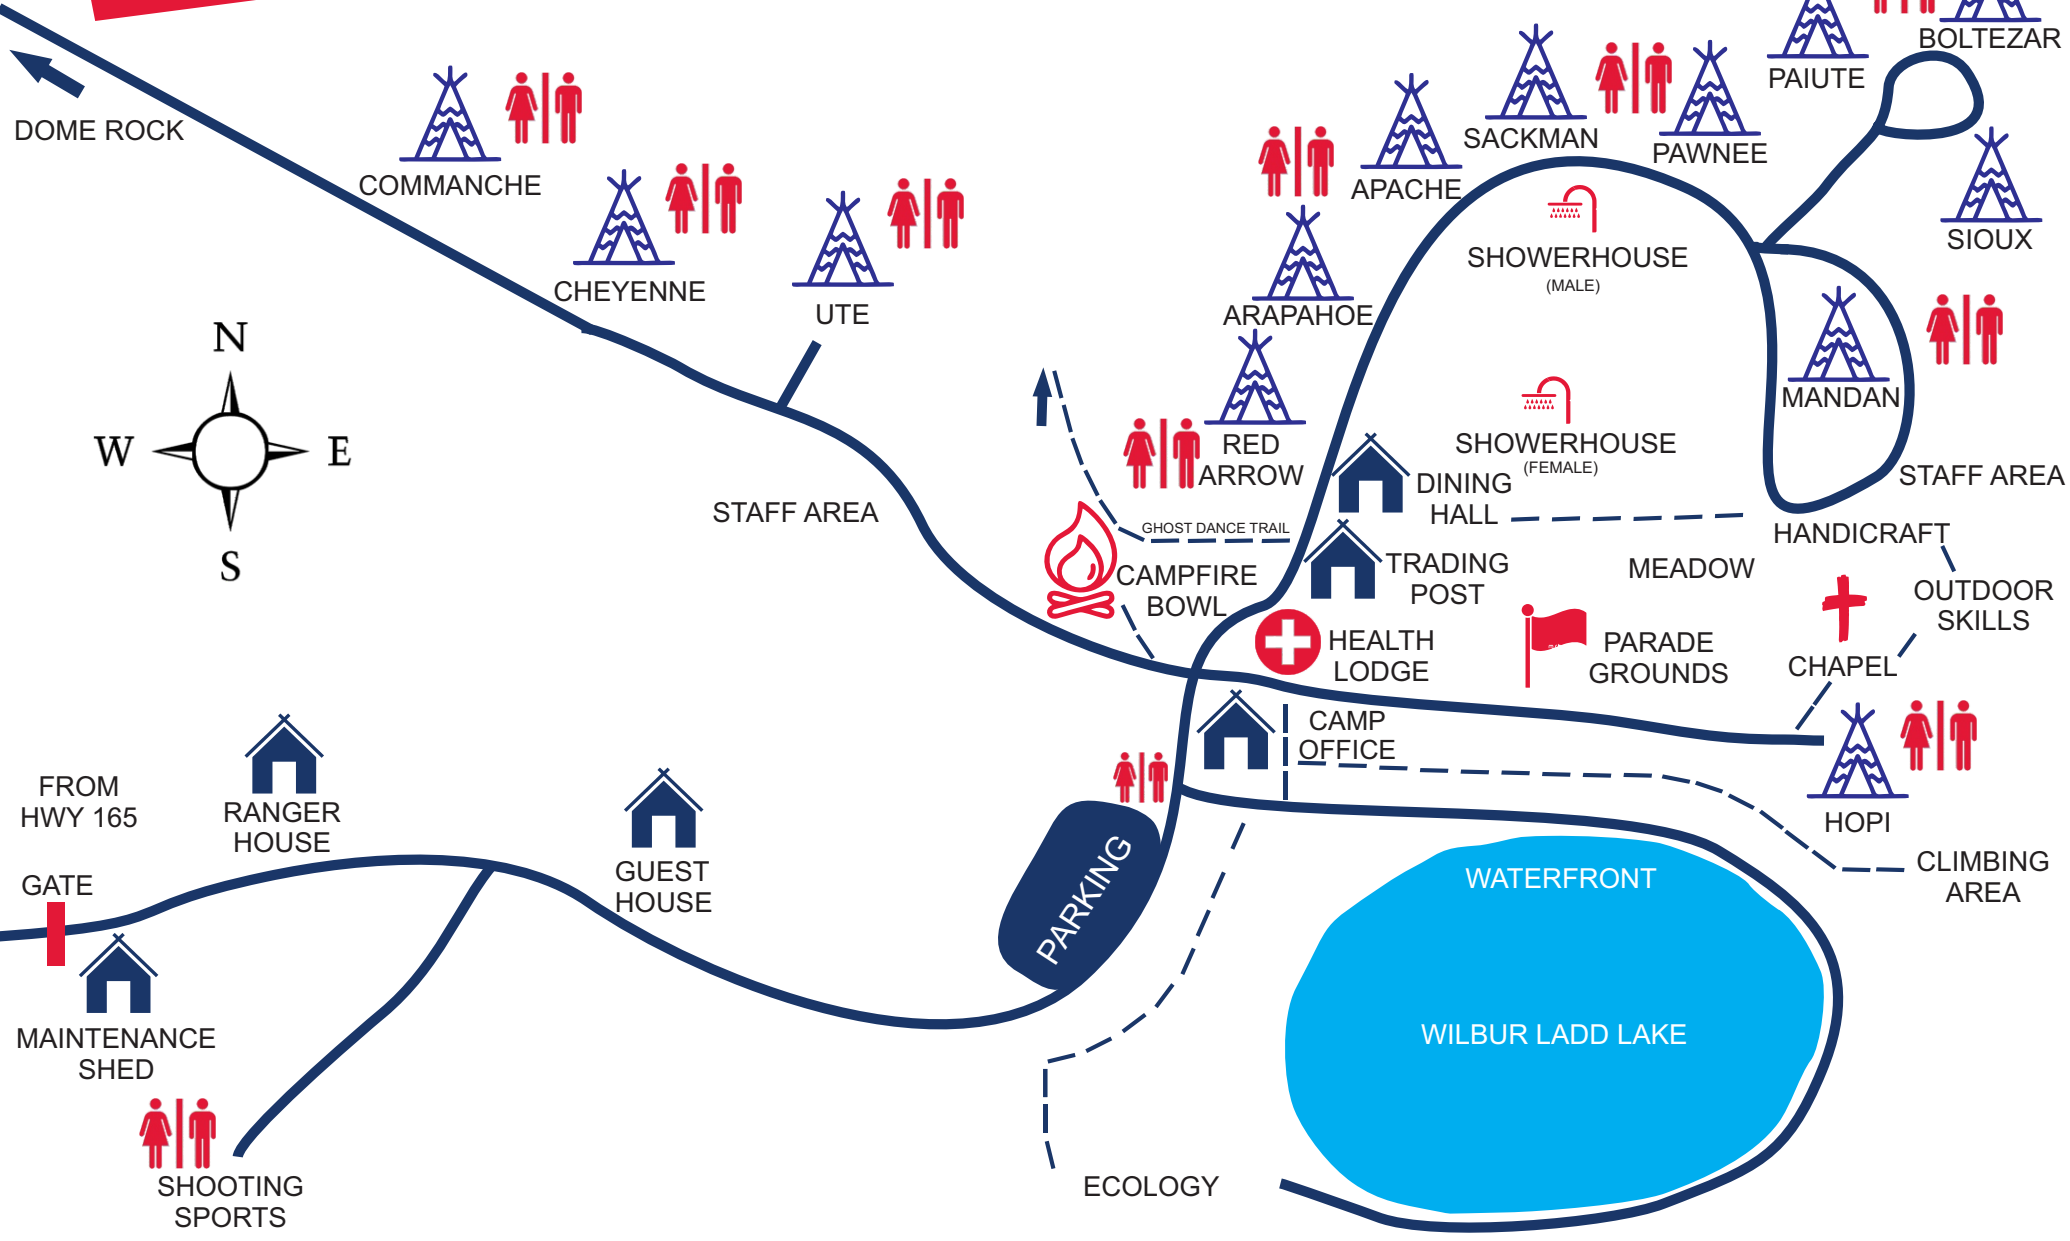 BOLTEZAR
PAIUTE
DOME ROCK
SACKMAN
PAWNEE
COMMANCHE
APACHE
SIOUX
SHOWERHOUSE
(MALE)
CHEYENNE
UTE
ARAPAHOE
N
W
E
S
MANDAN
RED
ARROW
SHOWERHOUSE
(FEMALE)
DINING
HALL
STAFF AREA
STAFF AREA
GHOST DANCE TRAIL
HANDICRAFT
CAMPFIRE
BOWL
TRADING
POST
MEADOW
OUTDOOR
SKILLS
HEALTH
LODGE
PARADE
GROUNDS
CHAPEL
CAMP
OFFICE
FROM
HWY 165
RANGER
HOUSE
HOPI
GUEST
HOUSE
GATE
PARKING
WATERFRONT
CLIMBING
AREA
MAINTENANCE
SHED
WILBUR LADD LAKE
SHOOTING
SPORTS
ECOLOGY